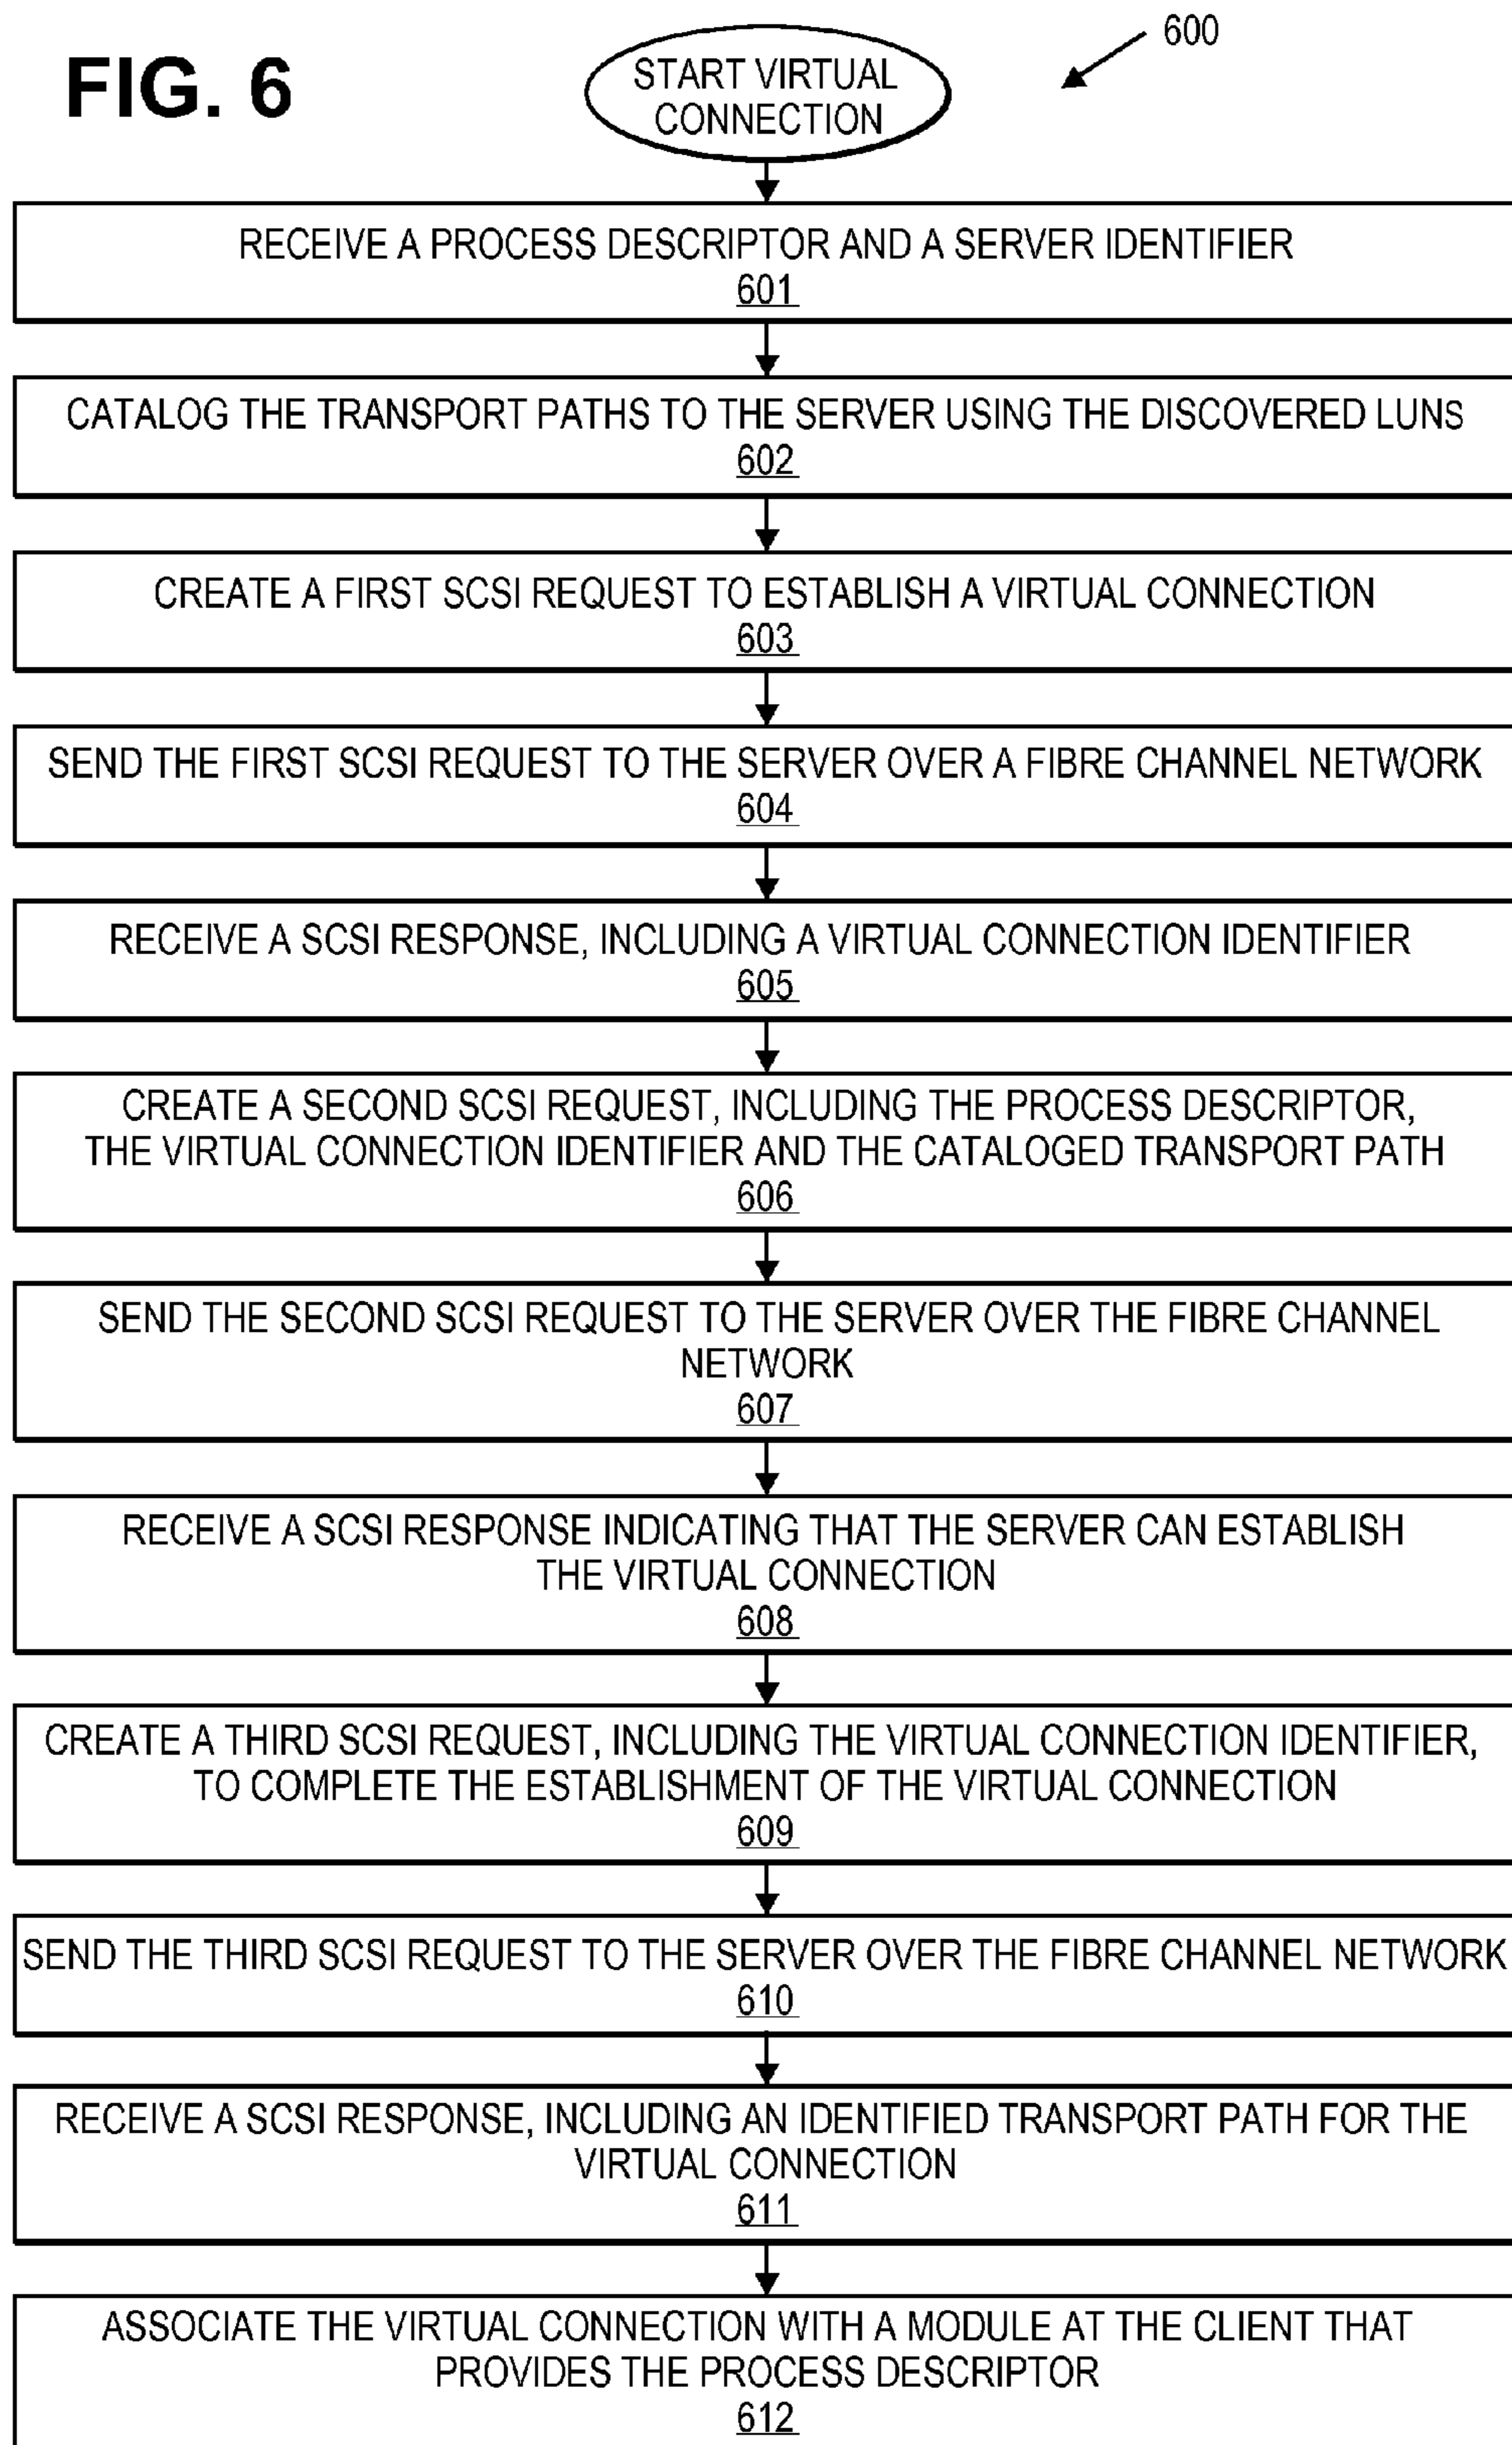 FIG. 6
600
START VIRTUAL
CONNECTION
RECEIVE A PROCESS DESCRIPTOR AND A SERVER IDENTIFIER
601
CATALOG THE TRANSPORT PATHS TO THE SERVER USING THE DISCOVERED LUNs
602
CREATE A FIRST SCSI REQUEST TO ESTABLISH A VIRTUAL CONNECTION
603
SEND THE FIRST SCSI REQUEST TO THE SERVER OVER A FIBRE CHANNEL NETWORK
604
RECEIVE A SCSI RESPONSE, INCLUDING A VIRTUAL CONNECTION IDENTIFIER
605
CREATE A SECOND SCSI REQUEST, INCLUDING THE PROCESS DESCRIPTOR,
THE VIRTUAL CONNECTION IDENTIFIER AND THE CATALOGED TRANSPORT PATH
606
SEND THE SECOND SCSI REQUEST TO THE SERVER OVER THE FIBRE CHANNEL
NETWORK
607
RECEIVE A SCSI RESPONSE INDICATING THAT THE SERVER CAN ESTABLISH
THE VIRTUAL CONNECTION
608
CREATE A THIRD SCSI REQUEST, INCLUDING THE VIRTUAL CONNECTION IDENTIFIER,
TO COMPLETE THE ESTABLISHMENT OF THE VIRTUAL CONNECTION
609
SEND THE THIRD SCSI REQUEST TO THE SERVER OVER THE FIBRE CHANNEL NETWORK
610
RECEIVE A SCSI RESPONSE, INCLUDING AN IDENTIFIED TRANSPORT PATH FOR THE
VIRTUAL CONNECTION
611
ASSOCIATE THE VIRTUAL CONNECTION WITH A MODULE AT THE CLIENT THAT
PROVIDES THE PROCESS DESCRIPTOR
612